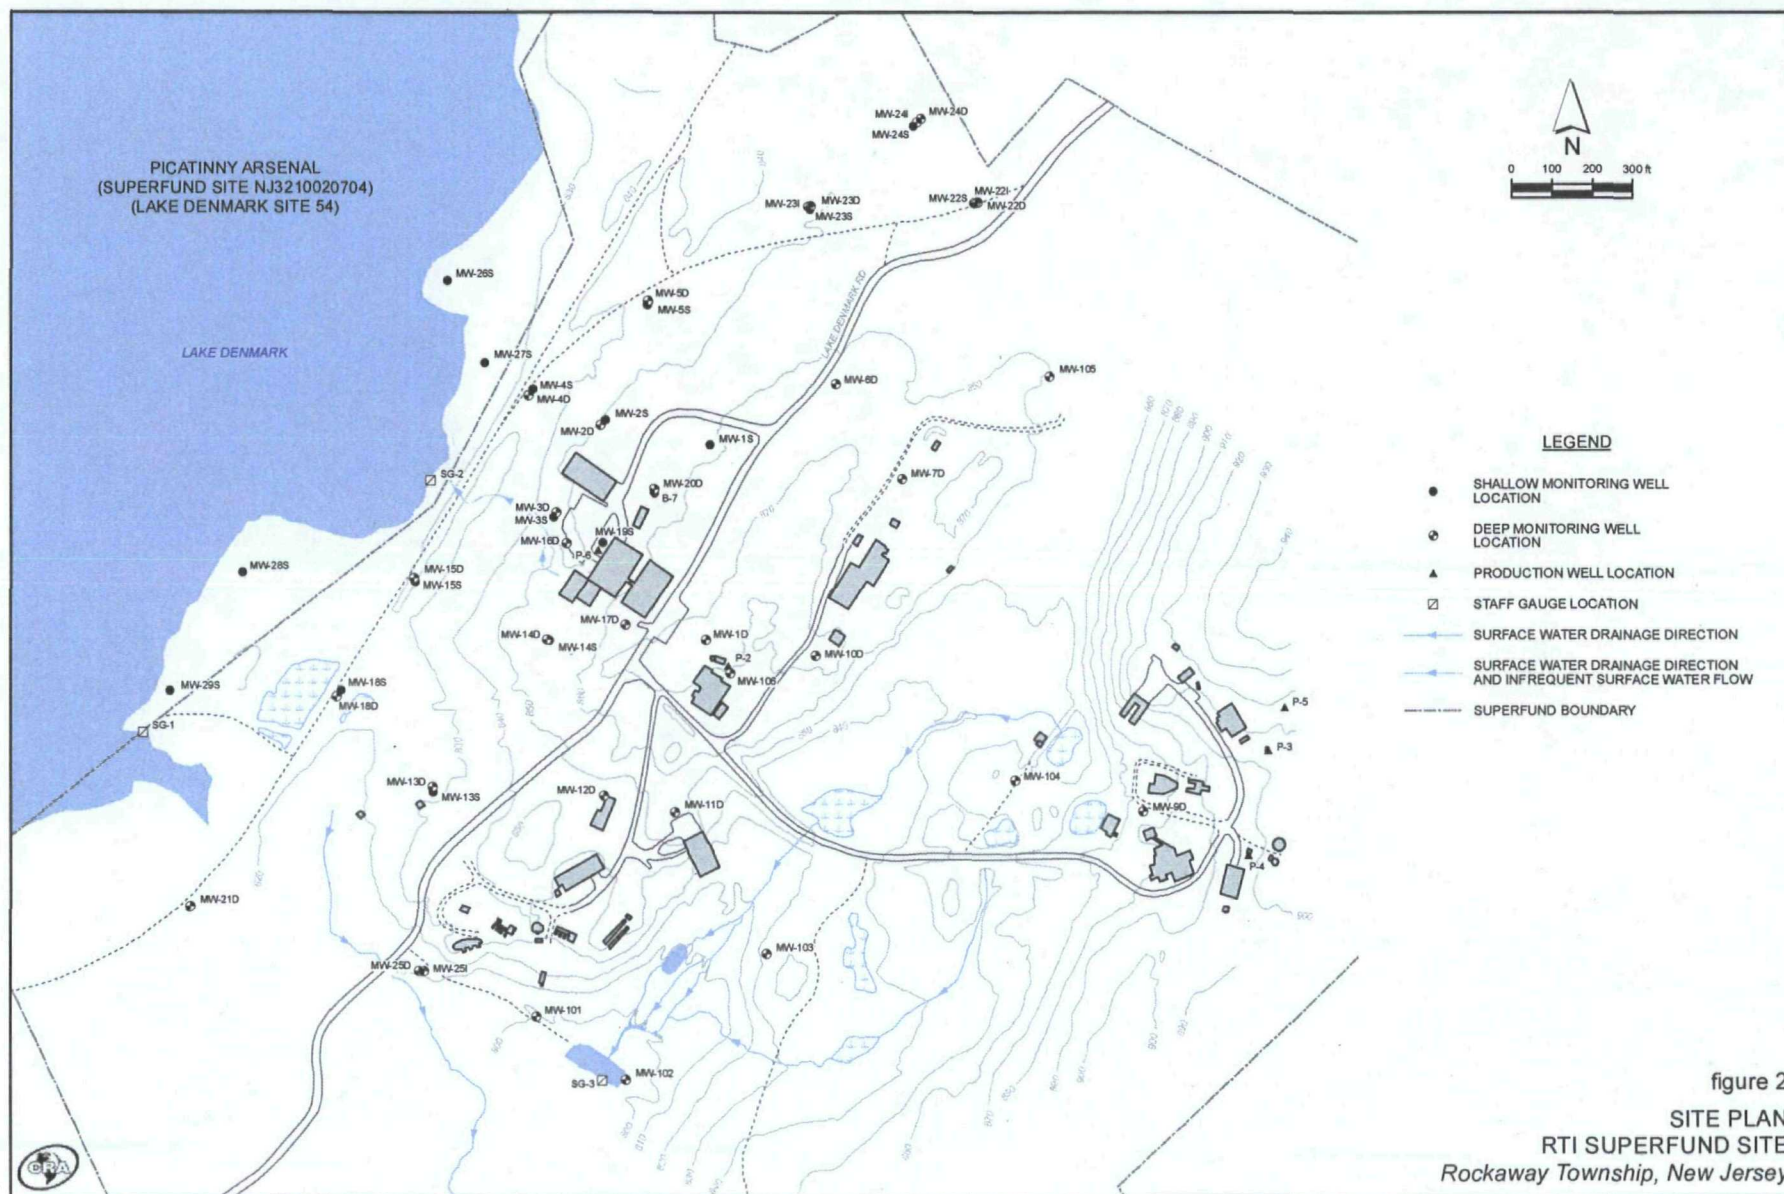 PICATINNY ARSENAL
(SUPERFUND SITE NJ3210020704)
(LAKE DENMARK SITE 54)
LAKE DENMARK
MW-24I
MW-24D
MW-24S
MW-23I
MW-23D
MW-23S
MW-22S
MW-22I
MW-22D
N
0 100 200 300 ft
MW-26S
MW-5D
MW-5S
LAKE DENMARK RD
MW-27S
MW-4S
MW-4D
MW-6D
MW-105
MW-2S
MW-2D
MW-1S
SG-2
MW-20D
B-7
MW-7D
MW-3D
MW-3S
MW-16D
MW-19S
P-6
MW-28S
MW-15D
MW-15S
MW-17D
MW-14D
MW-14S
MW-1D
P-2
MW-106
MW-10D
MW-29S
MW-18S
MW-18D
SG-1
P-5
P-3
MW-13D
MW-13S
MW-12D
MW-11D
MW-104
MW-9D
P-4
MW-21D
MW-25D
MW-25I
MW-103
MW-101
SG-3
MW-102
LEGEND
SHALLOW MONITORING WELL
LOCATION
DEEP MONITORING WELL
LOCATION
PRODUCTION WELL LOCATION
STAFF GAUGE LOCATION
SURFACE WATER DRAINAGE DIRECTION
SURFACE WATER DRAINAGE DIRECTION
AND INFREQUENT SURFACE WATER FLOW
SUPERFUND BOUNDARY
CRA
figure 2
SITE PLAN
RTI SUPERFUND SITE
Rockaway Township, New Jersey